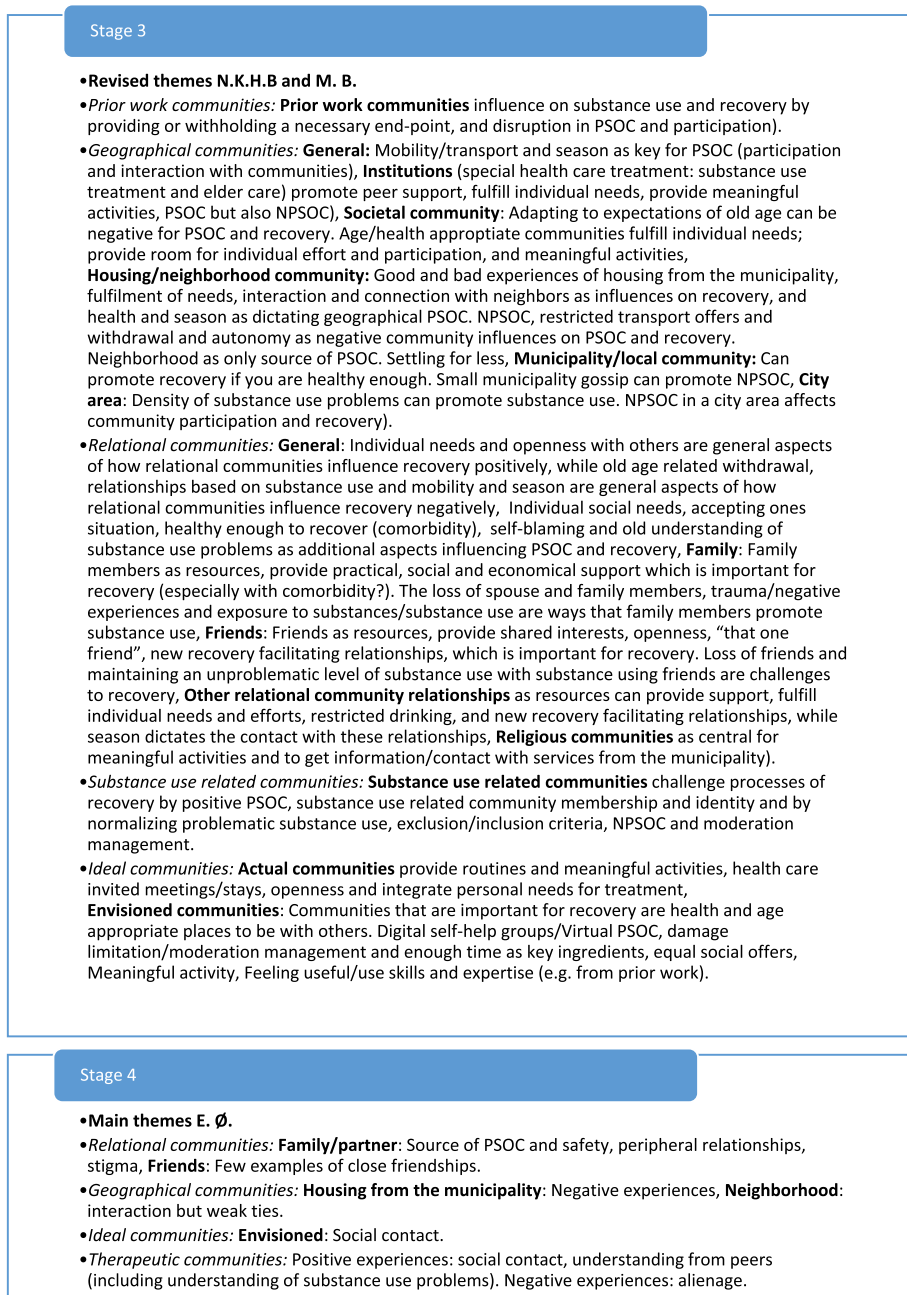 Stage 3
•Revised themes N.K.H.B and M. B.
•Prior work communities: Prior work communities influence on substance use and recovery by
providing or withholding a necessary end-point, and disruption in PSOC and participation).
•Geographical communities: General: Mobility/transport and season as key for PSOC (participation
and interaction with communities), Institutions (special health care treatment: substance use
treatment and elder care) promote peer support, fulfill individual needs, provide meaningful
activities, PSOC but also NPSOC), Societal community: Adapting to expectations of old age can be
negative for PSOC and recovery. Age/health approptiate communities fulfill individual needs;
provide room for individual effort and participation, and meaningful activities,
Housing/neighborhood community: Good and bad experiences of housing from the municipality,
fulfilment of needs, interaction and connection with neighbors as influences on recovery, and
health and season as dictating geographical PSOC. NPSOC, restricted transport offers and
withdrawal and autonomy as negative community influences on PSOC and recovery.
Neighborhood as only source of PSOC. Settling for less, Municipality/local community: Can
promote recovery if you are healthy enough. Small municipality gossip can promote NPSOC, City
area: Density of substance use problems can promote substance use. NPSOC in a city area affects
community participation and recovery).
•Relational communities: General: Individual needs and openness with others are general aspects
of how relational communities influence recovery positively, while old age related withdrawal,
relationships based on substance use and mobility and season are general aspects of how
relational communities influence recovery negatively,  Individual social needs, accepting ones
situation, healthy enough to recover (comorbidity),  self-blaming and old understanding of
substance use problems as additional aspects influencing PSOC and recovery, Family: Family
members as resources, provide practical, social and economical support which is important for
recovery (especially with comorbidity?). The loss of spouse and family members, trauma/negative
experiences and exposure to substances/substance use are ways that family members promote
substance use, Friends: Friends as resources, provide shared interests, openness, “that one
friend”, new recovery facilitating relationships, which is important for recovery. Loss of friends and
maintaining an unproblematic level of substance use with substance using friends are challenges
to recovery, Other relational community relationships as resources can provide support, fulfill
individual needs and efforts, restricted drinking, and new recovery facilitating relationships, while
season dictates the contact with these relationships, Religious communities as central for
meaningful activities and to get information/contact with services from the municipality).
•Substance use related communities: Substance use related communities challenge processes of
recovery by positive PSOC, substance use related community membership and identity and by
normalizing problematic substance use, exclusion/inclusion criteria, NPSOC and moderation
management.
•Ideal communities: Actual communities provide routines and meaningful activities, health care
invited meetings/stays, openness and integrate personal needs for treatment,
Envisioned communities: Communities that are important for recovery are health and age
appropriate places to be with others. Digital self-help groups/Virtual PSOC, damage
limitation/moderation management and enough time as key ingredients, equal social offers,
Meaningful activity, Feeling useful/use skills and expertise (e.g. from prior work).
Stage 4
•Main themes E. Ø.
•Relational communities: Family/partner: Source of PSOC and safety, peripheral relationships,
stigma, Friends: Few examples of close friendships.
•Geographical communities: Housing from the municipality: Negative experiences, Neighborhood:
interaction but weak ties.
•Ideal communities: Envisioned: Social contact.
•Therapeutic communities: Positive experiences: social contact, understanding from peers
(including understanding of substance use problems). Negative experiences: alienage.